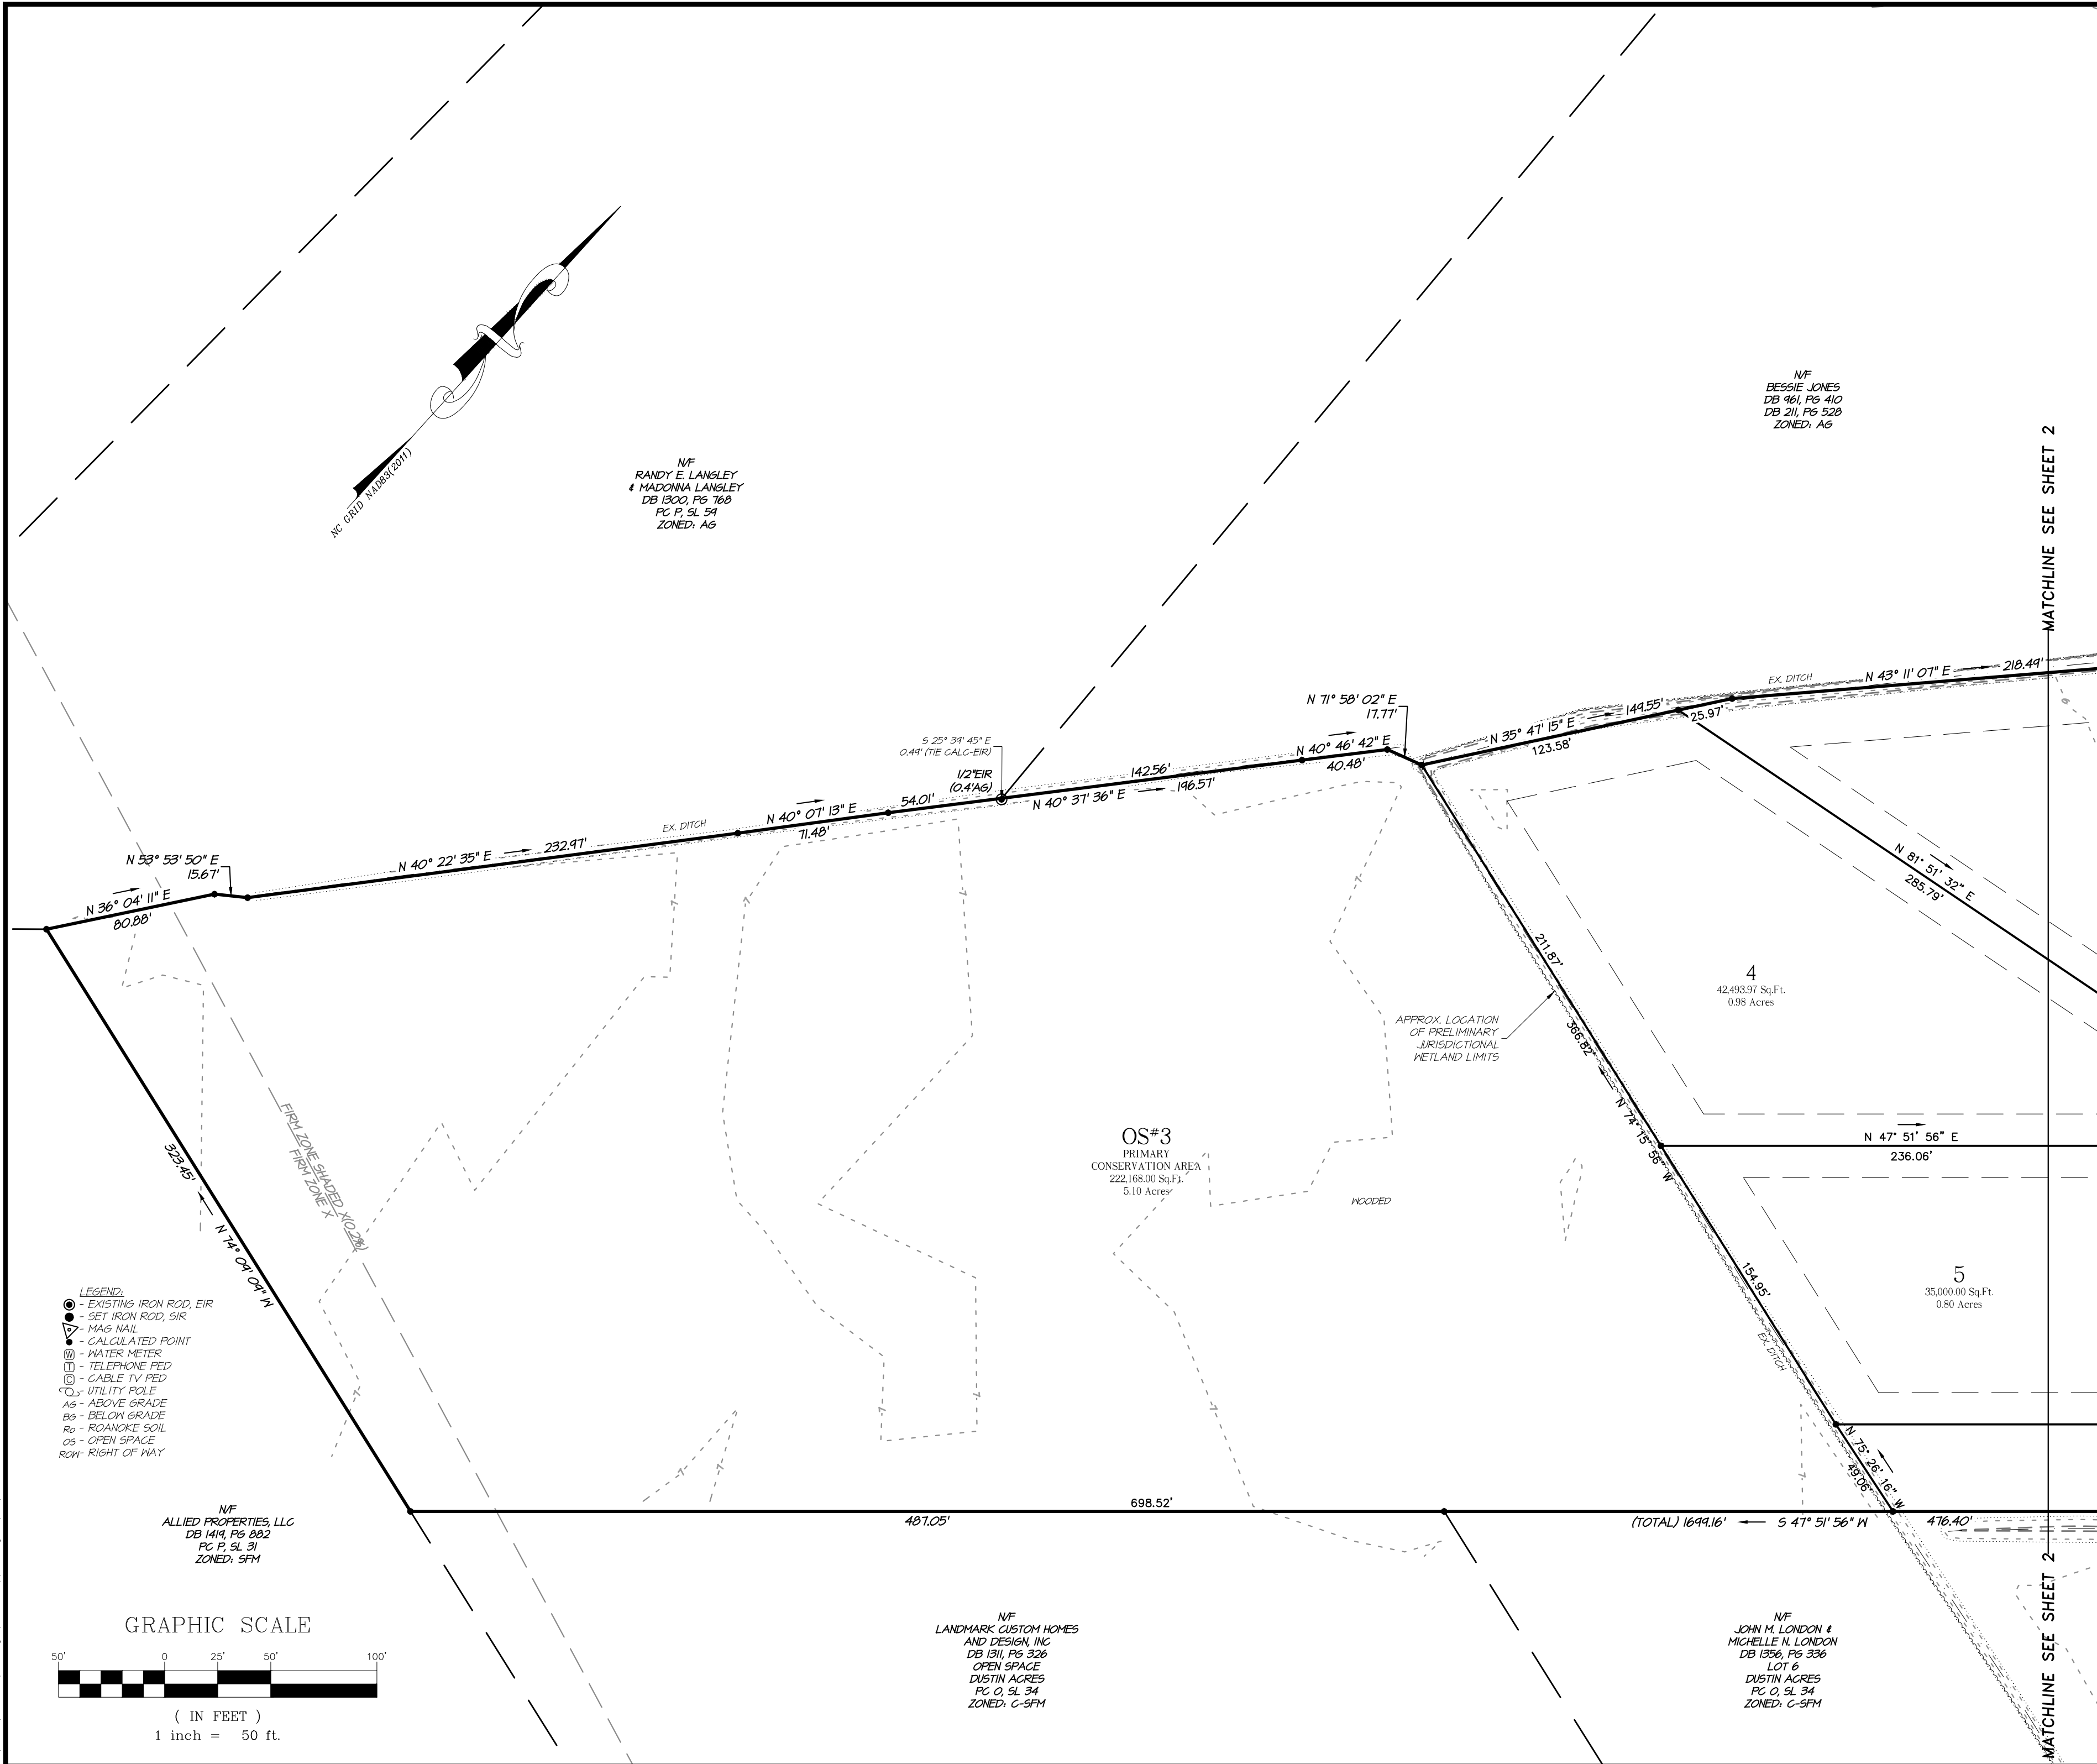 NC GRID NAD83(2011)
N/F
RANDY E. LANGLEY
& MADONNA LANGLEY
DB 1300, PG 768
PC P, SL 59
ZONED: AG
N/F
BESSIE JONES
DB 961, PG 410
DB 211, PG 528
ZONED: AG
MATCHLINE SEE SHEET 2
N 53° 53' 50" E
15.67'
N 36° 04' 11" E
80.88'
N 40° 22' 35" E
232.97'
EX. DITCH
N 40° 07' 13" E
71.48'
54.01'
S 25° 39' 45" E
0.49' (TIE CALC-EIR)
1/2"EIR
(0.4'AG)
142.56'
N 40° 37' 36" E
196.57'
N 40° 46' 42" E
40.48'
N 71° 58' 02" E
17.77'
N 35° 47' 15" E
149.55'
123.58'
25.97'
EX. DITCH
N 43° 11' 07" E
218.49'
N 81° 51' 32" E
285.79'
4
42,493.97 Sq.Ft.
0.98 Acres
211.87'
366.82'
N 74° 15' 56" W
APPROX. LOCATION
OF PRELIMINARY
JURISDICTIONAL
WETLAND LIMITS
N 47° 51' 56" E
236.06'
OS#3
PRIMARY
CONSERVATION AREA
222,168.00 Sq.Ft.
5.10 Acres
WOODED
5
35,000.00 Sq.Ft.
0.80 Acres
154.95'
EX. DITCH
N 75° 26' 16" W
49.06'
FIRM ZONE SHADED X(0.2%)
FIRM ZONE X
323.45'
N 74° 09' 09" W
LEGEND:
- EXISTING IRON ROD, EIR
- SET IRON ROD, SIR
- MAG NAIL
- CALCULATED POINT
W - WATER METER
T - TELEPHONE PED
C - CABLE TV PED
- UTILITY POLE
AG - ABOVE GRADE
BG - BELOW GRADE
Ro - ROANOKE SOIL
OS - OPEN SPACE
ROW- RIGHT OF WAY
698.52'
487.05'
(TOTAL) 1699.16'
S 47° 51' 56" W
476.40'
N/F
ALLIED PROPERTIES, LLC
DB 1419, PG 882
PC P, SL 31
ZONED: SFM
N/F
LANDMARK CUSTOM HOMES
AND DESIGN, INC
DB 1311, PG 326
OPEN SPACE
DUSTIN ACRES
PC O, SL 34
ZONED: C-SFM
N/F
JOHN M. LONDON &
MICHELLE N. LONDON
DB 1356, PG 336
LOT 6
DUSTIN ACRES
PC O, SL 34
ZONED: C-SFM
MATCHLINE SEE SHEET 2
GRAPHIC SCALE
50' 0 25' 50' 100'
( IN FEET )
1 inch = 50 ft.